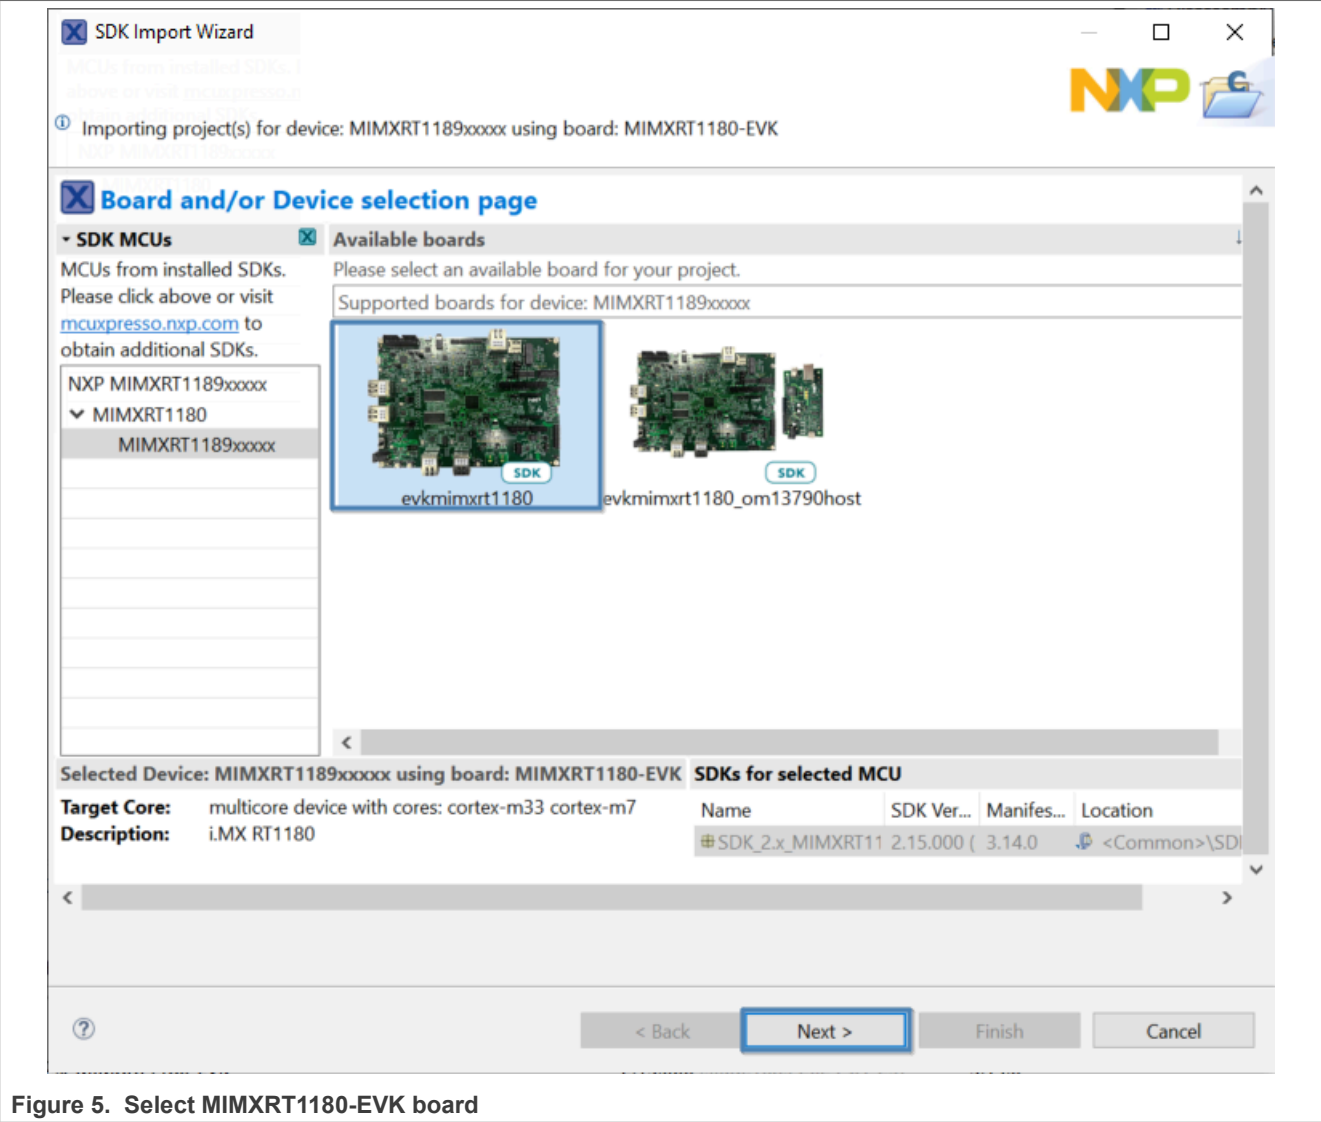 SDK Import Wizard
NXP
Importing project(s) for device: MIMXRT1189xxxxx using board: MIMXRT1180-EVK
Board and/or Device selection page
SDK MCUs
MCUs from installed SDKs.
Please click above or visit
mcuxpresso.nxp.com to
obtain additional SDKs.
NXP MIMXRT1189xxxxx
MIMXRT1180
MIMXRT1189xxxxx
Available boards
Please select an available board for your project.
Supported boards for device: MIMXRT1189xxxxx
SDK
evkmimxrt1180
SDK
evkmimxrt1180_om13790host
Selected Device: MIMXRT1189xxxxx using board: MIMXRT1180-EVK
Target Core: multicore device with cores: cortex-m33 cortex-m7
Description: i.MX RT1180
SDKs for selected MCU
Name SDK Ver... Manifes... Location
SDK_2.x_MIMXRT11 2.15.000 ( 3.14.0 <Common>\SD
< Back Next > Finish Cancel
Figure 5. Select MIMXRT1180-EVK board